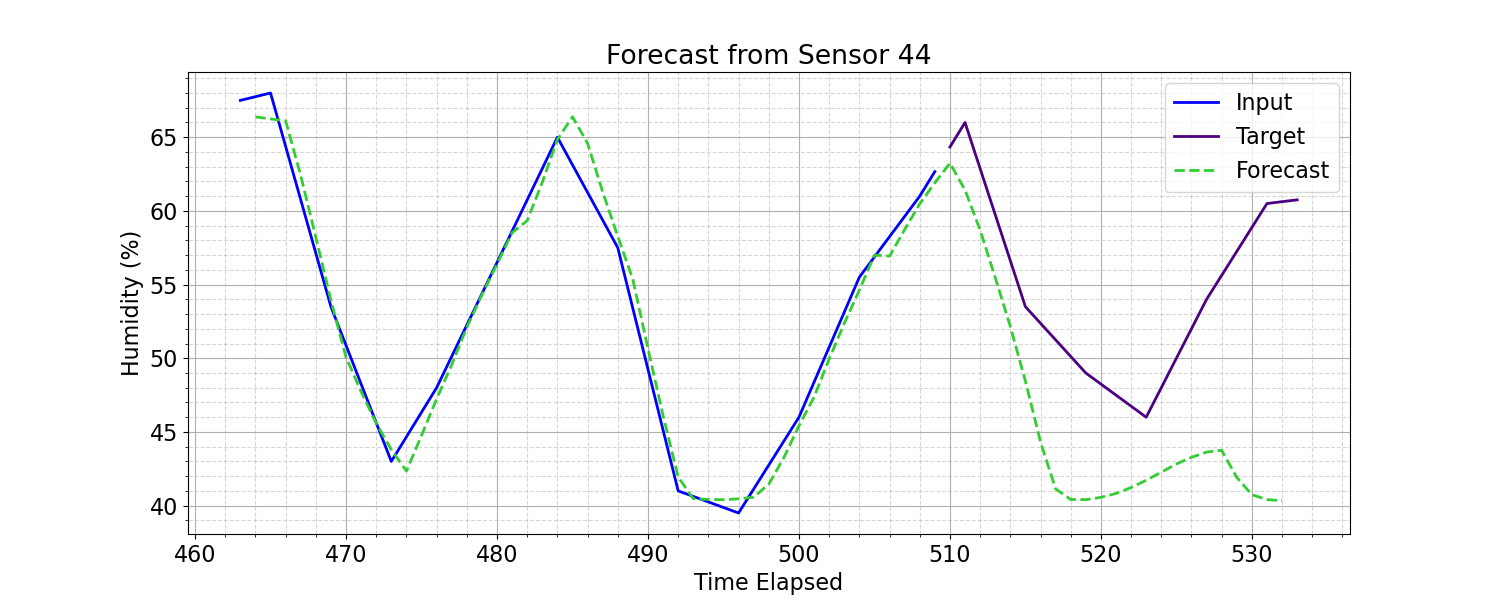 Forecast from Sensor 44
Input
Target
Forecast
Humidity (%)
65
60
55
50
45
40
460 470 480 490 500 510 520 530
Time Elapsed